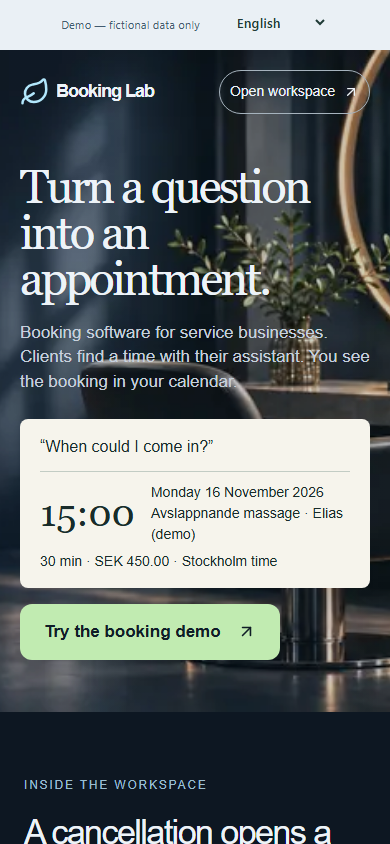 Demo — fictional data only
English
Booking Lab
Open workspace
Turn a question
into an
appointment.
Booking software for service businesses.
Clients find a time with their assistant. You see
the booking in your calendar.
“When could I come in?”
15:00
Monday 16 November 2026
Avslappnande massage · Elias
(demo)
30 min · SEK 450.00 · Stockholm time
Try the booking demo
INSIDE THE WORKSPACE
A cancellation opens a